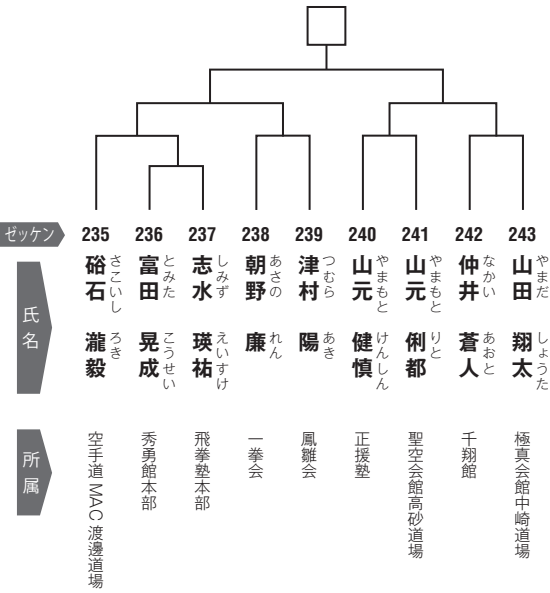 ゼッケン 235 236 237 238 239 240 241 242 243
氏名
硲石 瀧毅 さこいし ろき
富田 晃成 とみた こうせい
志水 瑛祐 しみず えいすけ
朝野 廉 あさの れん
津村 陽 つむら あき
山元 健慎 やまもと けんしん
山元 俐都 やまもと りと
仲井 蒼人 なかい あおと
山田 翔太 やまだ しょうた
所属
空手道 MAC 渡邊道場
秀勇館本部
飛拳塾本部
一拳会
鳳雛会
正援塾
聖空会館高砂道場
千翔館
極真会館中崎道場